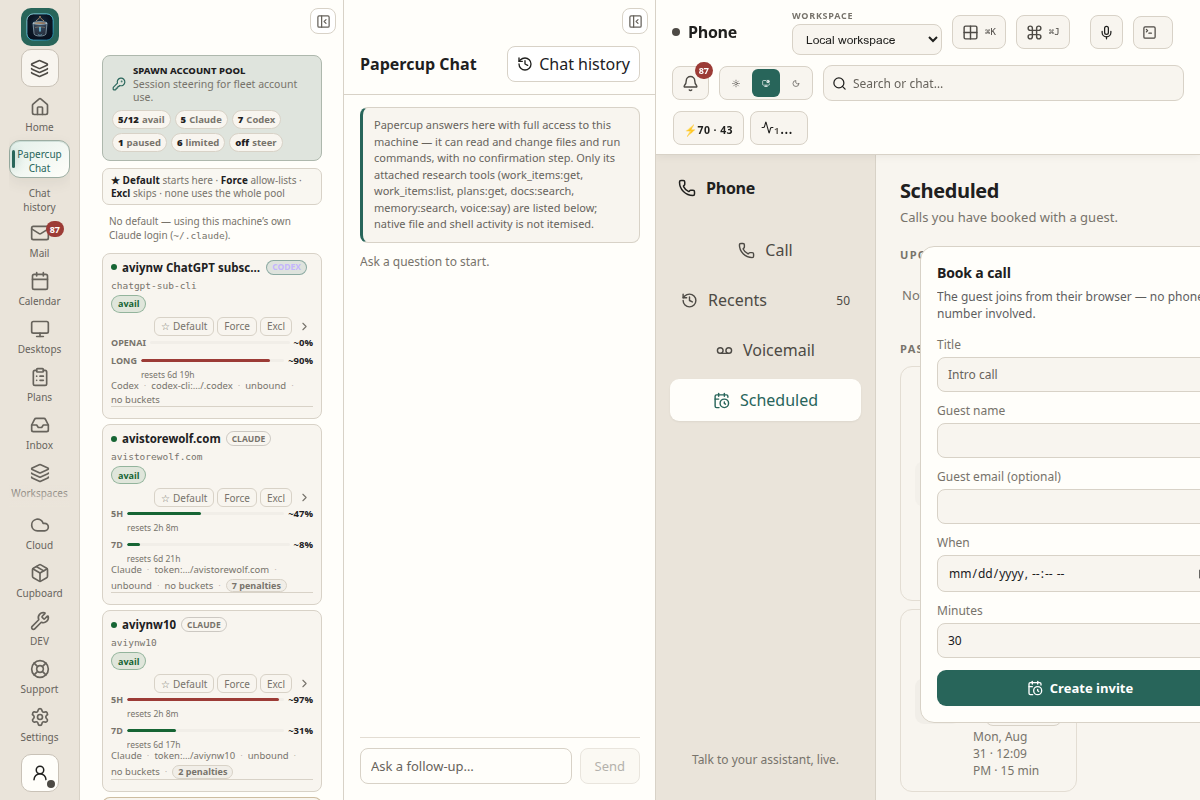 Home
Papercup
Chat
Chat
history
87
Mail
Calendar
Desktops
Plans
Inbox
Workspaces
Cloud
Cupboard
DEV
Support
Settings
SPAWN ACCOUNT POOL
Session steering for fleet account
use.
5/12 avail
5 Claude
7 Codex
1 paused
6 limited
off steer
★ Default starts here · Force allow-lists ·
Excl skips · none uses the whole pool
No default — using this machine's own
Claude login (~/.claude).
aviynw ChatGPT subsc... CODEX
chatgpt-sub-cli
avail
☆ Default
Force
Excl
OPENAI ~0%
LONG ~90%
resets 6d 19h
Codex · codex-cli:.../.codex · unbound ·
no buckets
avistorewolf.com CLAUDE
avistorewolf.com
avail
☆ Default
Force
Excl
5H ~47%
resets 2h 8m
7D ~8%
resets 6d 21h
Claude · token:.../avistorewolf.com ·
unbound · no buckets · 7 penalties
aviynw10 CLAUDE
aviynw10
avail
☆ Default
Force
Excl
5H ~97%
resets 2h 8m
7D ~31%
resets 6d 17h
Claude · token:.../aviynw10 · unbound ·
no buckets · 2 penalties
Papercup Chat
Chat history
Papercup answers here with full access to this
machine — it can read and change files and run
commands, with no confirmation step. Only its
attached research tools (work_items:get,
work_items:list, plans:get, docs:search,
memory:search, voice:say) are listed below;
native file and shell activity is not itemised.
Ask a question to start.
Ask a follow-up...
Send
Phone
WORKSPACE
Local workspace
⌘K
⌘J
87
Search or chat...
⚡70 · 43
1...
Phone
Call
Recents 50
Voicemail
Scheduled
Talk to your assistant, live.
Scheduled
Calls you have booked with a guest.
UPC
No
PAS
Book a call
The guest joins from their browser — no phone
number involved.
Title
Intro call
Guest name
Guest email (optional)
When
mm/dd/yyyy, --:-- --
Minutes
30
Create invite
Mon, Aug
31 · 12:09
PM · 15 min